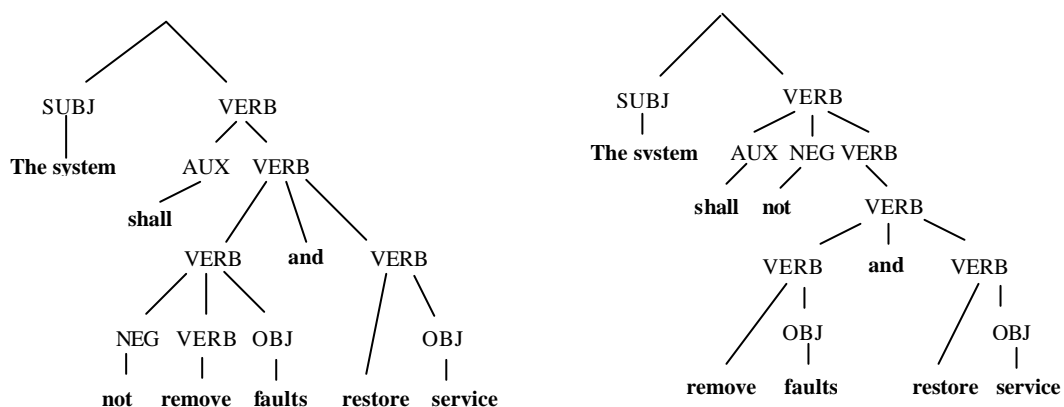 SUBJ VERB
The system AUX VERB
shall
VERB and VERB
NEG VERB OBJ OBJ
not remove faults restore service
SUBJ VERB
The system AUX NEG VERB
shall not
VERB
VERB and VERB
OBJ OBJ
remove faults restore service